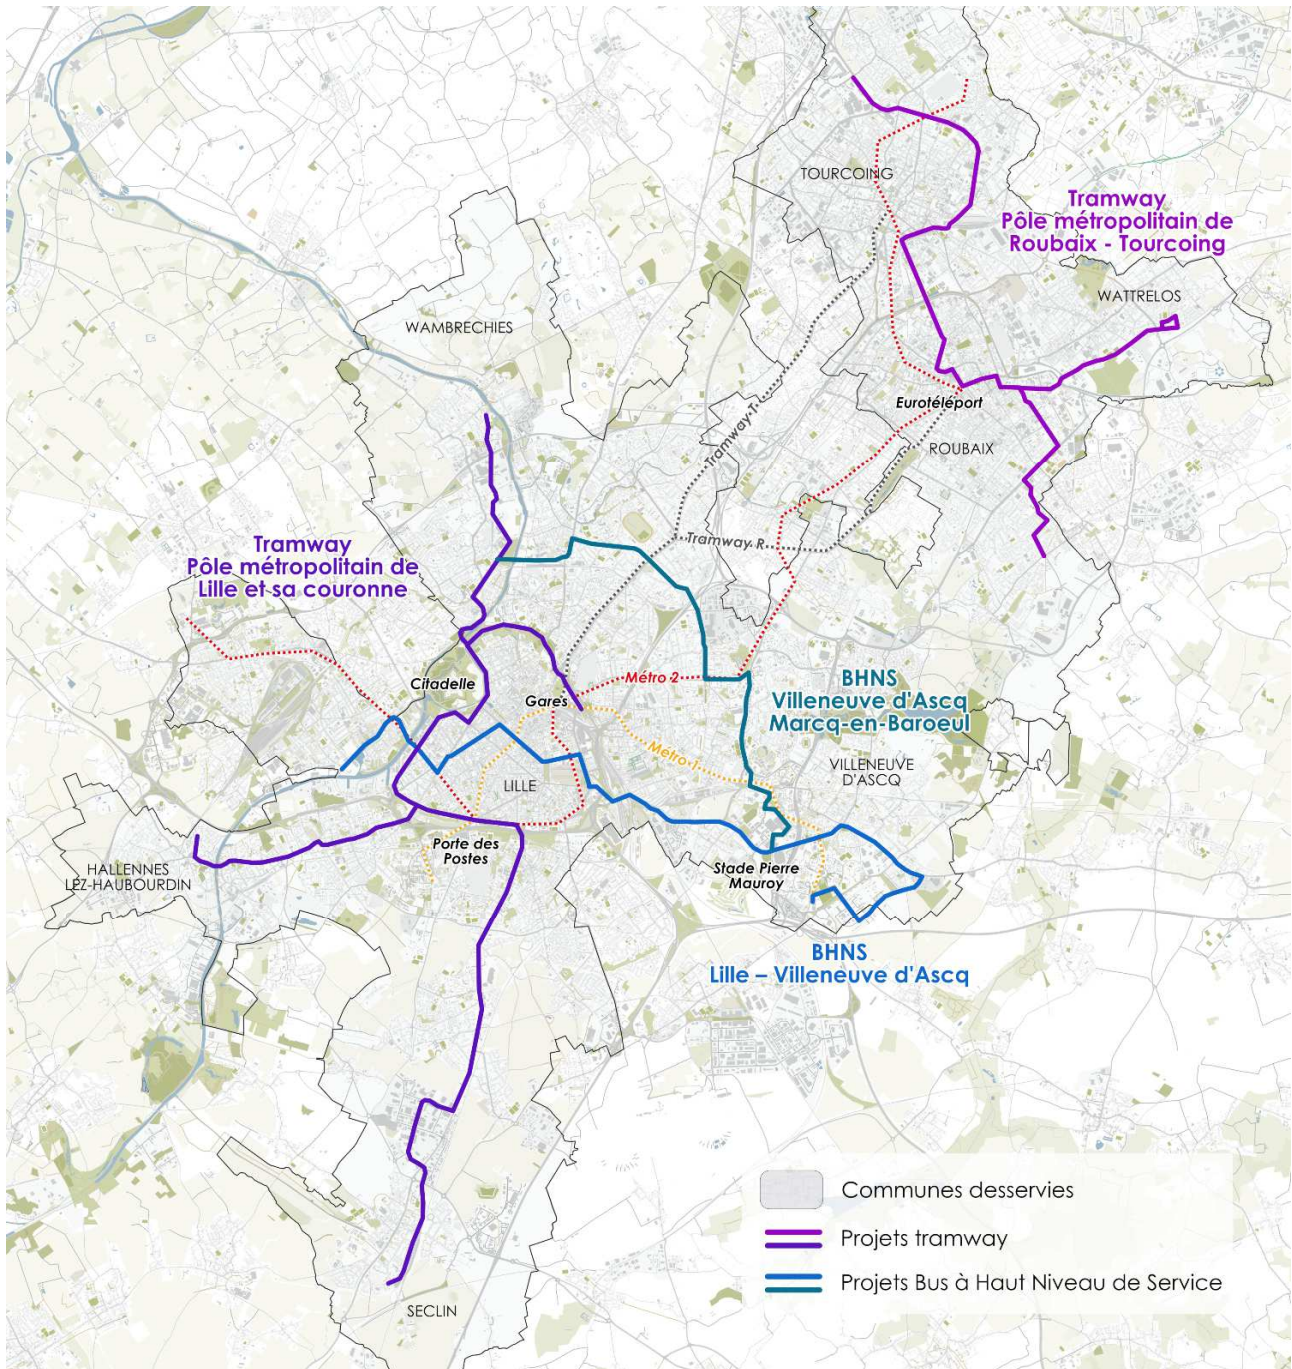 TOURCOING
Tramway
Pôle métropolitain de
Roubaix - Tourcoing
WATTRELOS
WAMBRECHIES
Eurotéléport
Tramway T
ROUBAIX
Tramway R
Tramway
Pôle métropolitain de
Lille et sa couronne
Citadelle
Métro 2
Gares
BHNS
Villeneuve d'Ascq
Marcq-en-Baroeul
Métro 1
VILLENEUVE
D'ASCQ
LILLE
Porte des
Postes
HALLENNES
LEZ-HAUBOURDIN
Stade Pierre
Mauroy
BHNS
Lille – Villeneuve d'Ascq
Communes desservies
Projets tramway
Projets Bus à Haut Niveau de Service
SECLIN